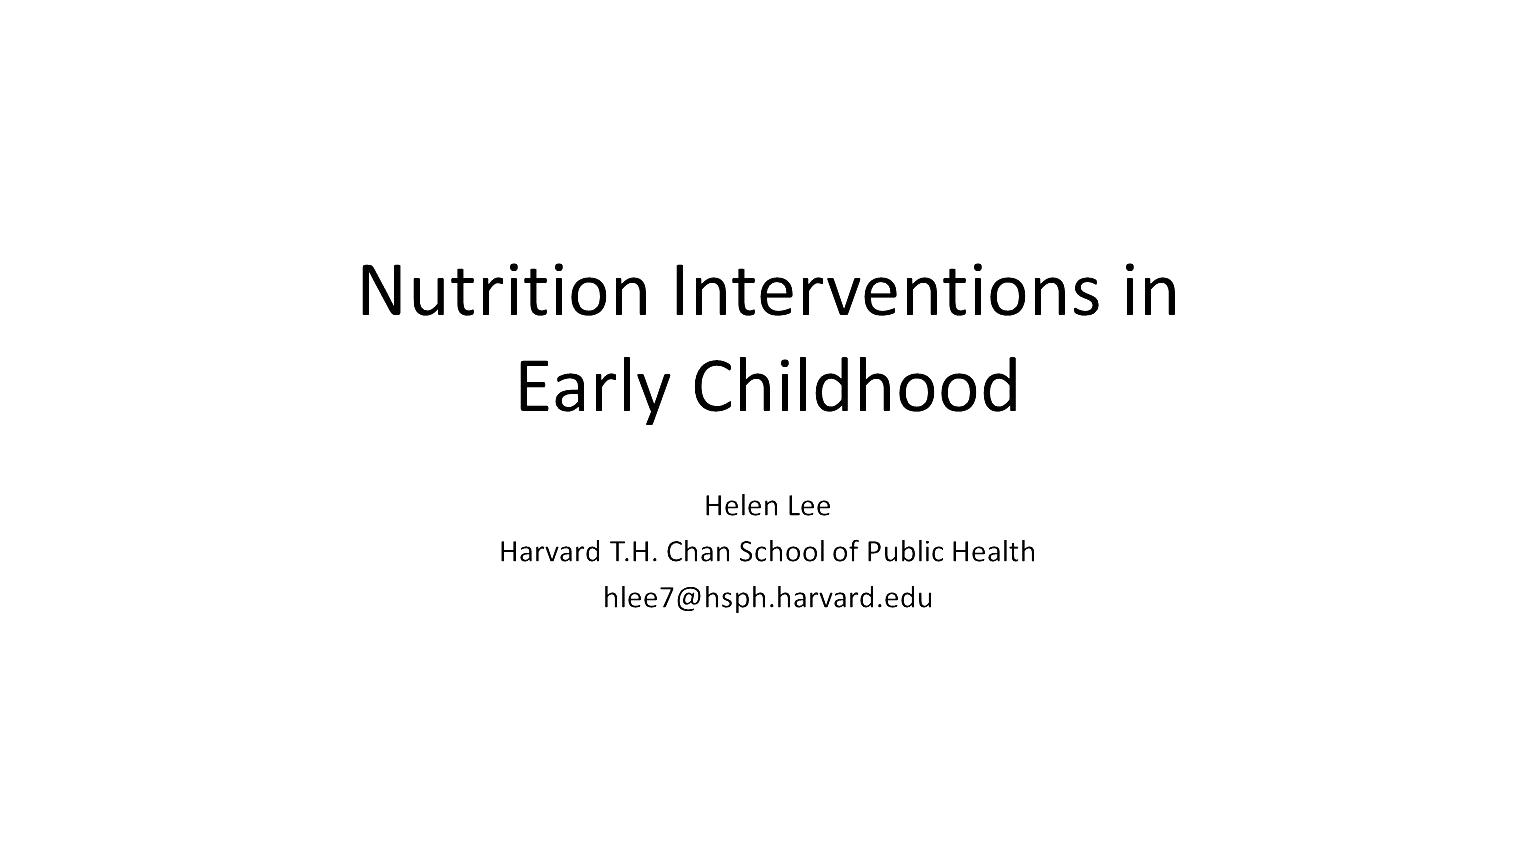 Nutrition Interventions in
Early Childhood
Helen Lee
Harvard T.H. Chan School of Public Health
hlee7@hsph.harvard.edu